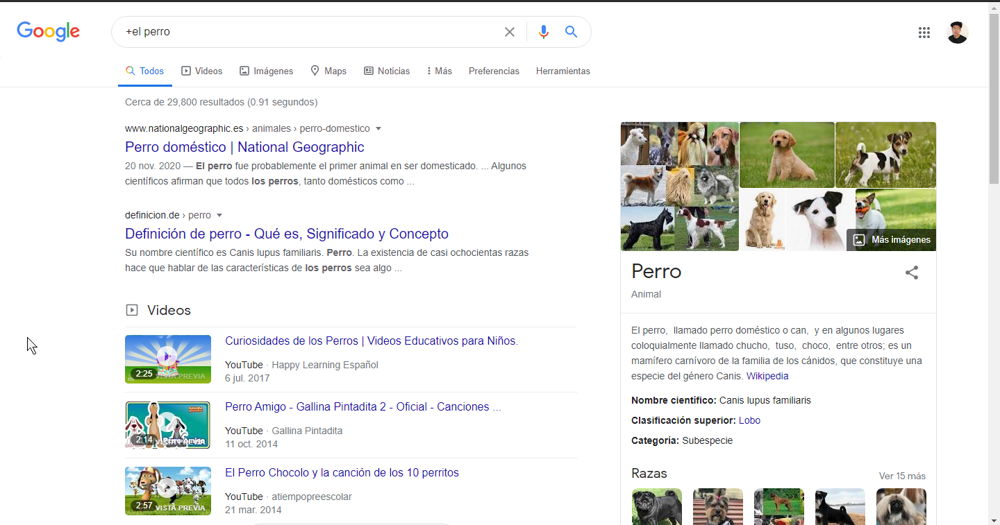 Google
+el perro
Todos
Videos
Imágenes
Maps
Noticias
Más
Preferencias
Herramientas
Cerca de 29,800 resultados (0.91 segundos)
www.nationalgeographic.es › animales › perro-domestico
Perro doméstico | National Geographic
20 nov. 2020 — El perro fue probablemente el primer animal en ser domesticado. ... Algunos
científicos afirman que todos los perros, tanto domésticos como ...
definicion.de › perro
Definición de perro - Qué es, Significado y Concepto
Su nombre científico es Canis lupus familiaris. Perro. La existencia de casi ochocientas razas
hace que hablar de las características de los perros sea algo ...
Videos
Curiosidades de los Perros | Videos Educativos para Niños.
YouTube · Happy Learning Español
6 jul. 2017
2:25
VISTA PREVIA
Perro Amigo - Gallina Pintadita 2 - Oficial - Canciones ...
YouTube · Gallina Pintadita
11 oct. 2014
2:14
Perro Amigo
VISTA PREVIA
El Perro Chocolo y la canción de los 10 perritos
YouTube · atiempopreescolar
21 mar. 2014
2:57
VISTA PREVIA
Más imágenes
Perro
Animal
El perro, llamado perro doméstico o can, y en algunos lugares
coloquialmente llamado chucho, tuso, choco, entre otros; es un
mamífero carnívoro de la familia de los cánidos, que constituye una
especie del género Canis. Wikipedia
Nombre científico: Canis lupus familiaris
Clasificación superior: Lobo
Categoría: Subespecie
Razas
Ver 15 más